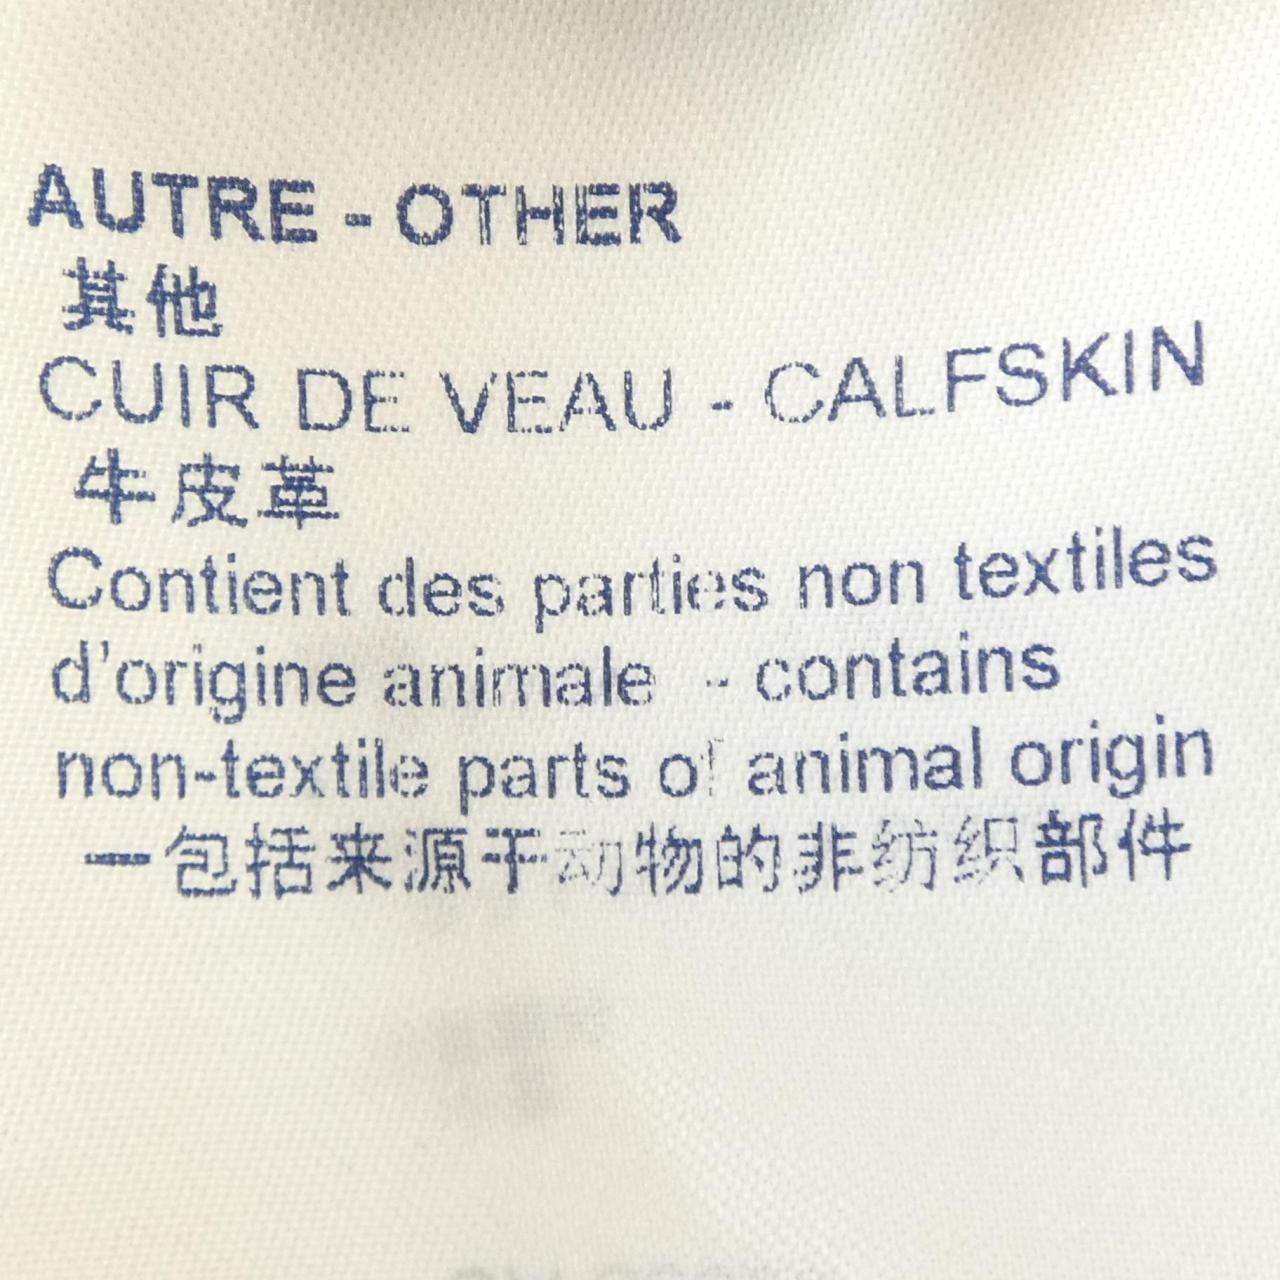 AUTRE - OTHER
其他
CUIR DE VEAU - CALFSKIN
牛皮革
Contient des parties non textiles
d'origine animale - contains
non-textile parts of animal origin
一包括来源于动物的非纺织部件